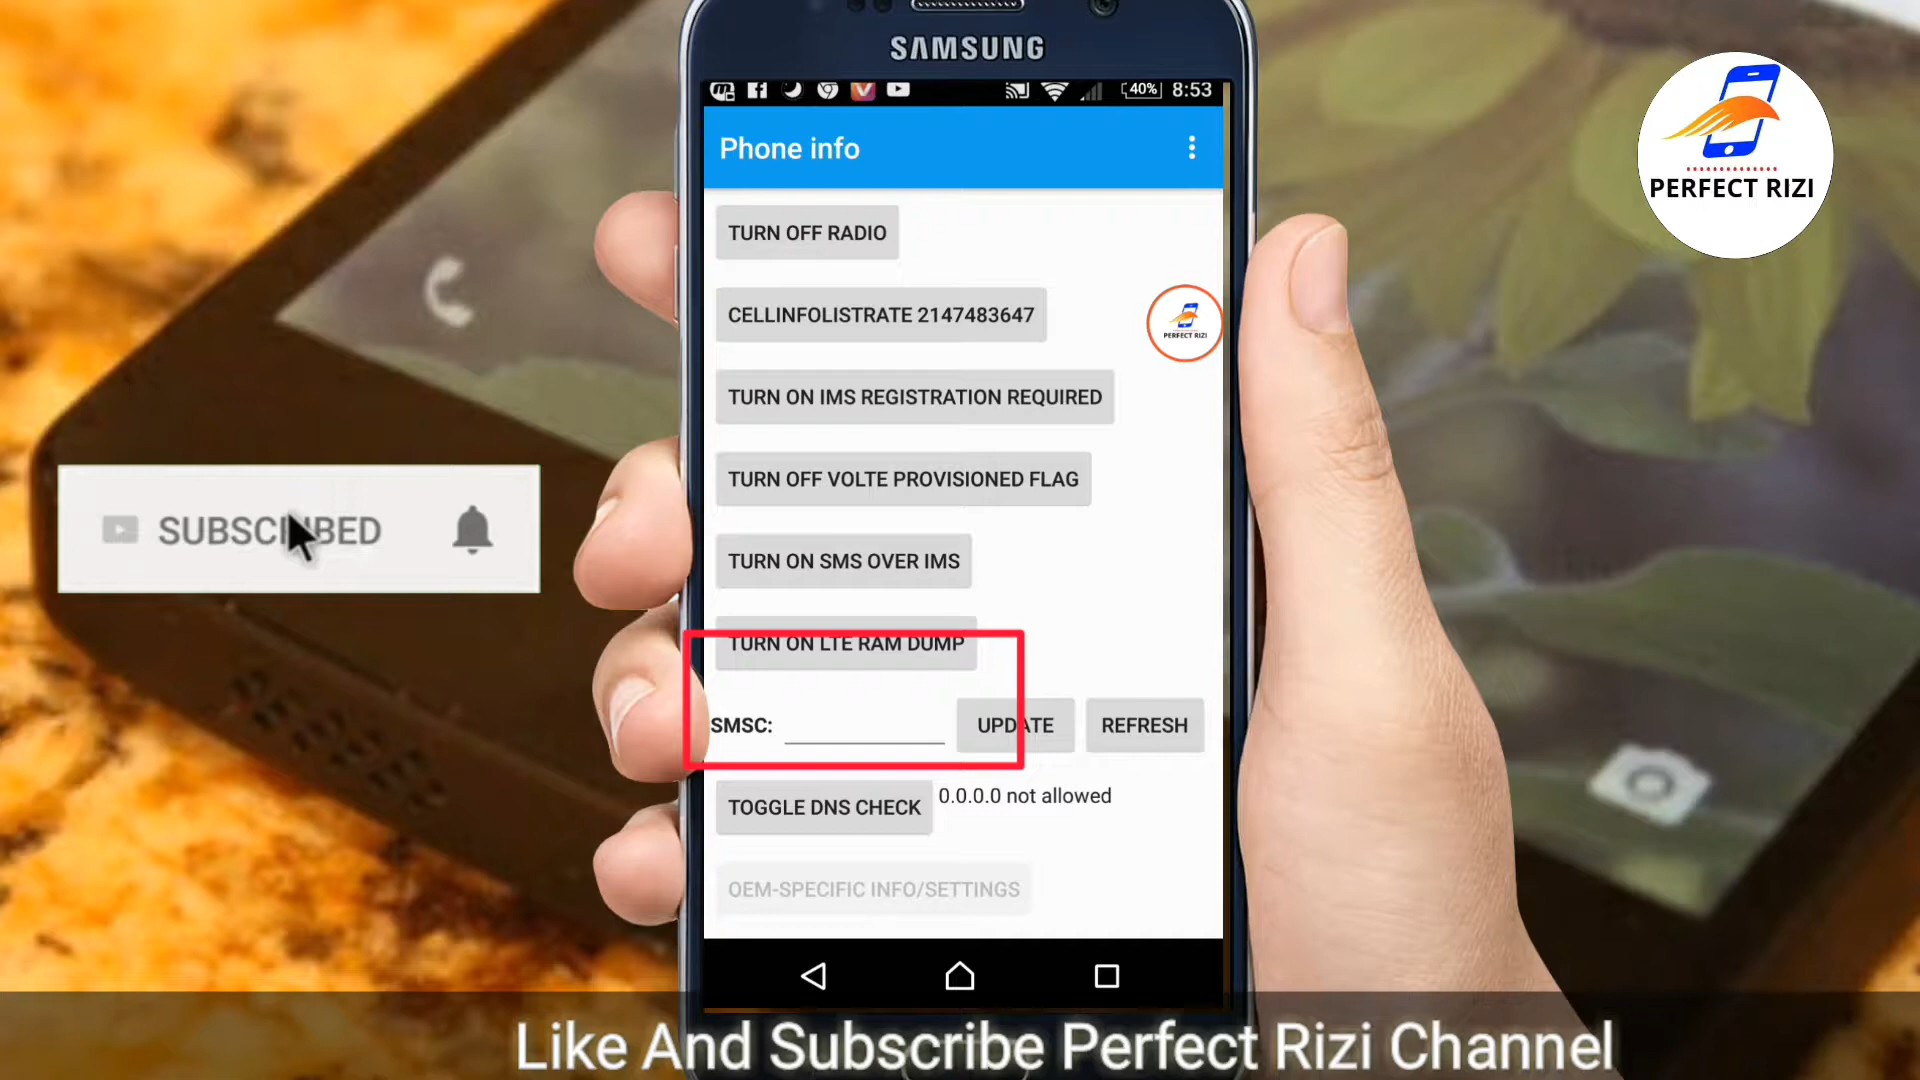 SAMSUNG
40% 8:53
Phone info
PERFECT RIZI
TURN OFF RADIO
CELLINFOLISTRATE 2147483647
PERFECT RIZI
TURN ON IMS REGISTRATION REQUIRED
TURN OFF VOLTE PROVISIONED FLAG
SUBSCRIBED
TURN ON SMS OVER IMS
TURN ON LTE RAM DUMP
SMSC: UPDATE REFRESH
TOGGLE DNS CHECK 0.0.0.0 not allowed
OEM-SPECIFIC INFO/SETTINGS
Like And Subscribe Perfect Rizi Channel